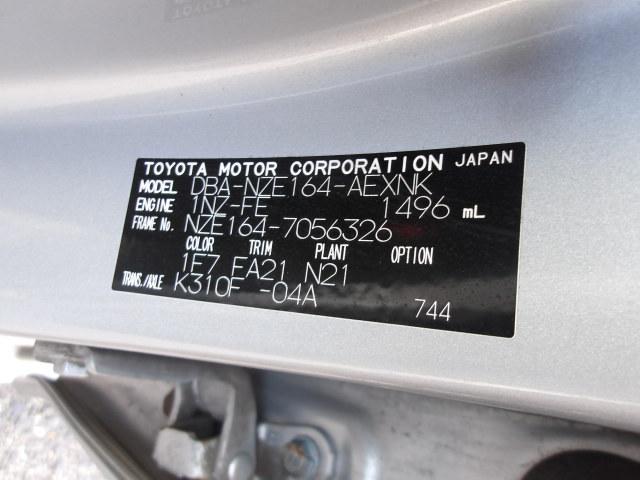 TOYOTA MOTOR CORPORATION JAPAN
MODEL DBA-NZE164-AEXNK
ENGINE 1NZ-FE 1496 mL
FRAME No. NZE164-7056326
COLOR TRIM PLANT OPTION
1F7 FA21 N21
TRANS./AXLE K310F -04A
744